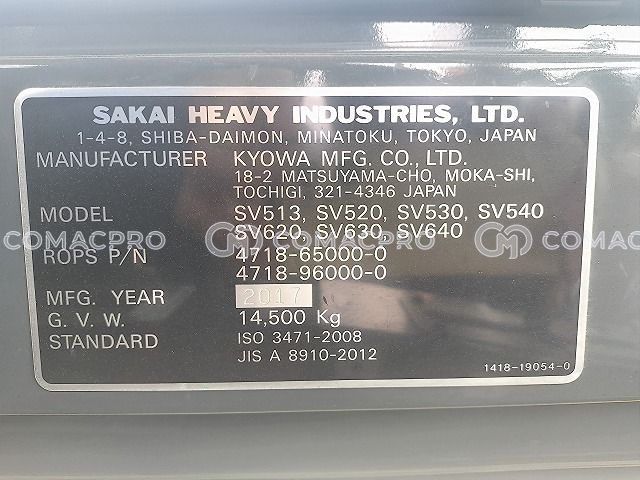 SAKAI HEAVY INDUSTRIES, LTD.
1-4-8, SHIBA-DAIMON, MINATOKU, TOKYO, JAPAN
MANUFACTURER KYOWA MFG. CO., LTD.
18-2 MATSUYAMA-CHO, MOKA-SHI,
TOCHIGI, 321-4346 JAPAN
MODEL SV513, SV520, SV530, SV540
SV620, SV630, SV640
COMACPRO COMACPRO COMACPRO
ROPS P/N 4718-65000-0
4718-96000-0
MFG. YEAR 2017
G. V. W. 14,500 Kg
STANDARD ISO 3471-2008
JIS A 8910-2012
1418-19054-0